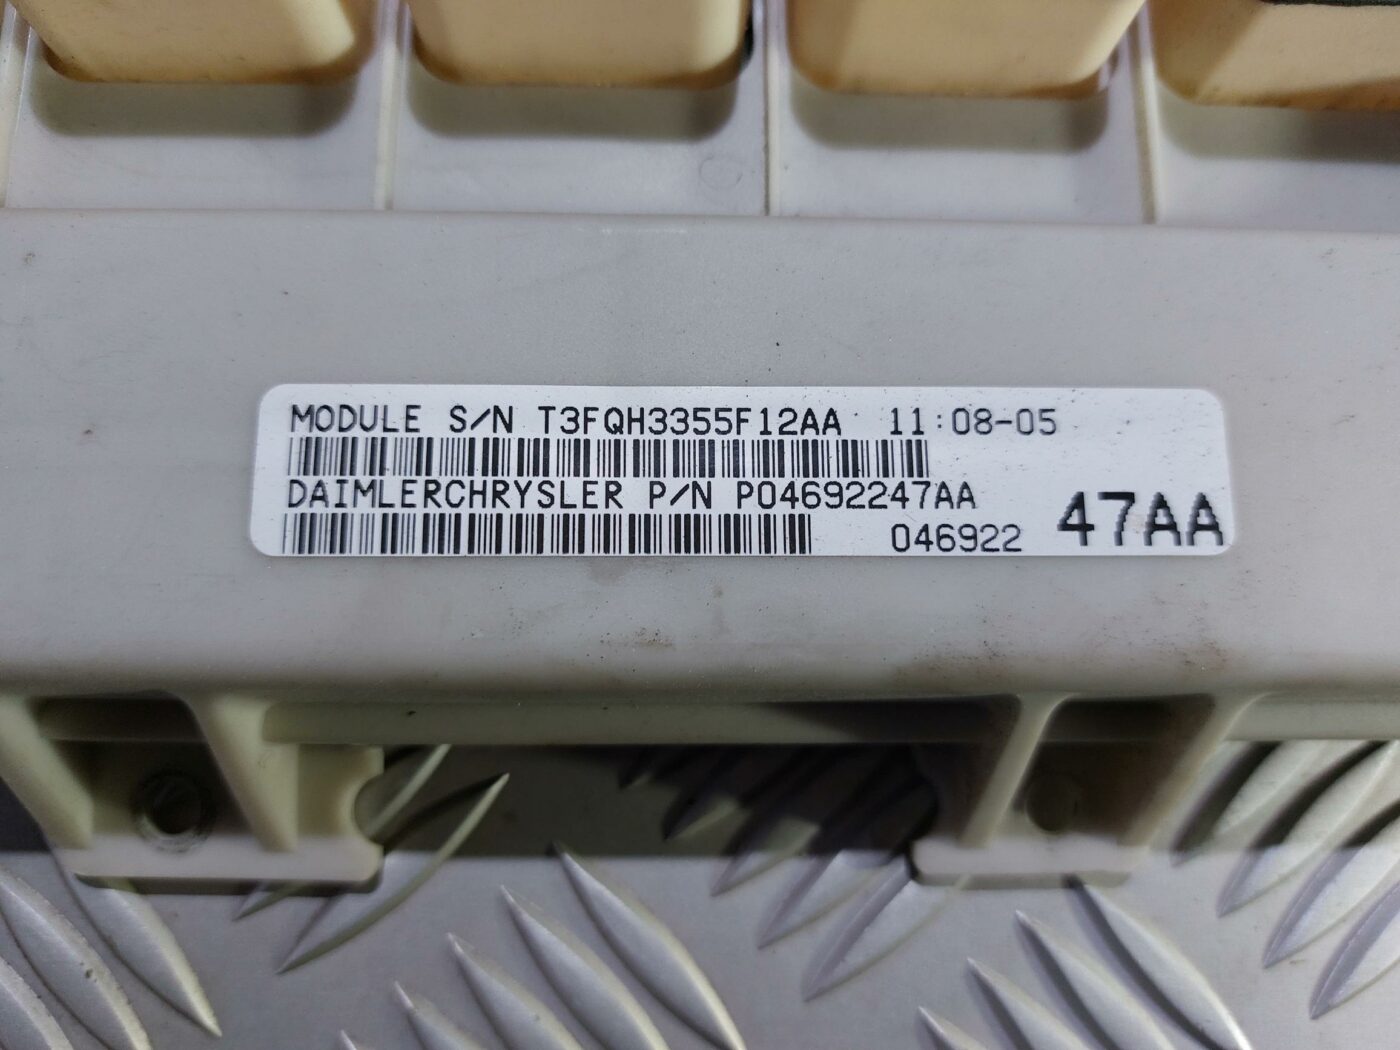 MODULE S/N T3FQH3355F12AA 11:08-05
DAIMLERCHRYSLER P/N P04692247AA
046922 47AA